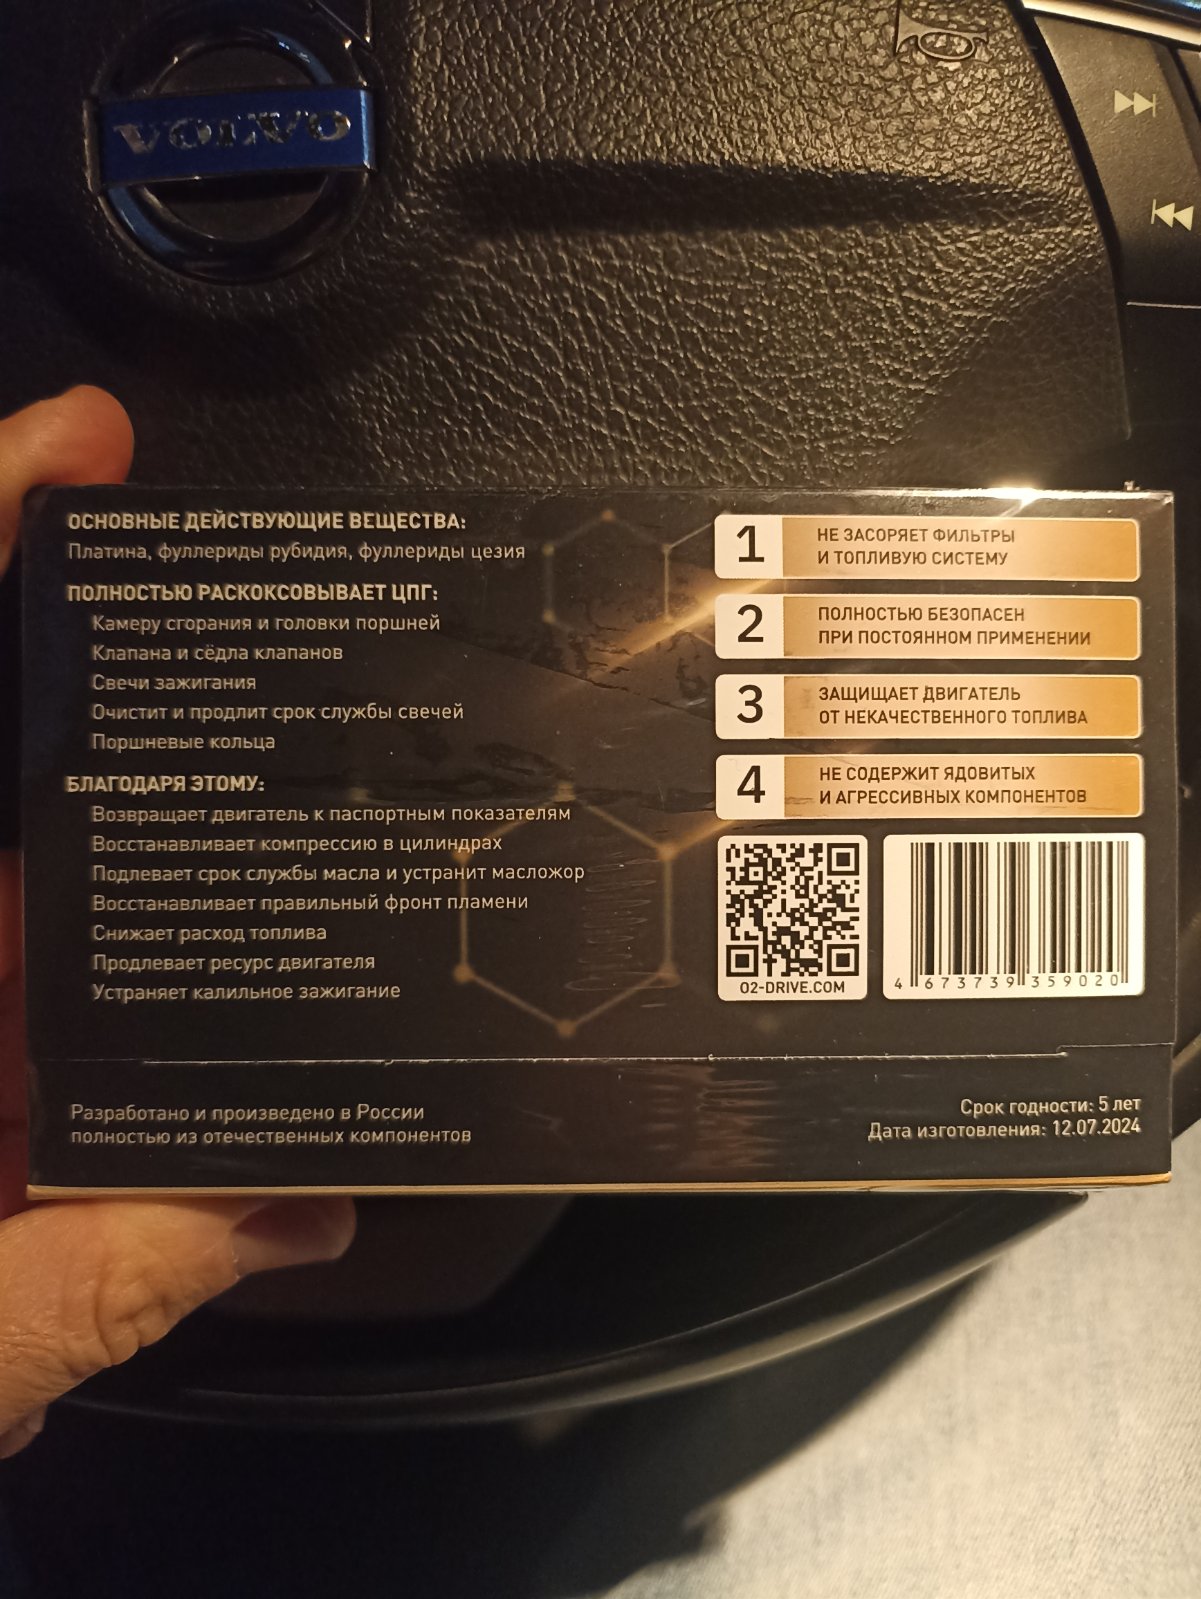 VOLVO
ОСНОВНЫЕ ДЕЙСТВУЮЩИЕ ВЕЩЕСТВА:
Платина, фуллериды рубидия, фуллериды цезия
ПОЛНОСТЬЮ РАСКОКСОВЫВАЕТ ЦПГ:
Камеру сгорания и головки поршней
Клапана и сёдла клапанов
Свечи зажигания
Очистит и продлит срок службы свечей
Поршневые кольца
БЛАГОДАРЯ ЭТОМУ:
Возвращает двигатель к паспортным показателям
Восстанавливает компрессию в цилиндрах
Подлевает срок службы масла и устранит масложор
Восстанавливает правильный фронт пламени
Снижает расход топлива
Продлевает ресурс двигателя
Устраняет калильное зажигание
1 НЕ ЗАСОРЯЕТ ФИЛЬТРЫ
И ТОПЛИВУЮ СИСТЕМУ
2 ПОЛНОСТЬЮ БЕЗОПАСЕН
ПРИ ПОСТОЯННОМ ПРИМЕНЕНИИ
3 ЗАЩИЩАЕТ ДВИГАТЕЛЬ
ОТ НЕКАЧЕСТВЕННОГО ТОПЛИВА
4 НЕ СОДЕРЖИТ ЯДОВИТЫХ
И АГРЕССИВНЫХ КОМПОНЕНТОВ
O2-DRIVE.COM
4 673739 359020
Разработано и произведено в России
полностью из отечественных компонентов
Срок годности: 5 лет
Дата изготовления: 12.07.2024